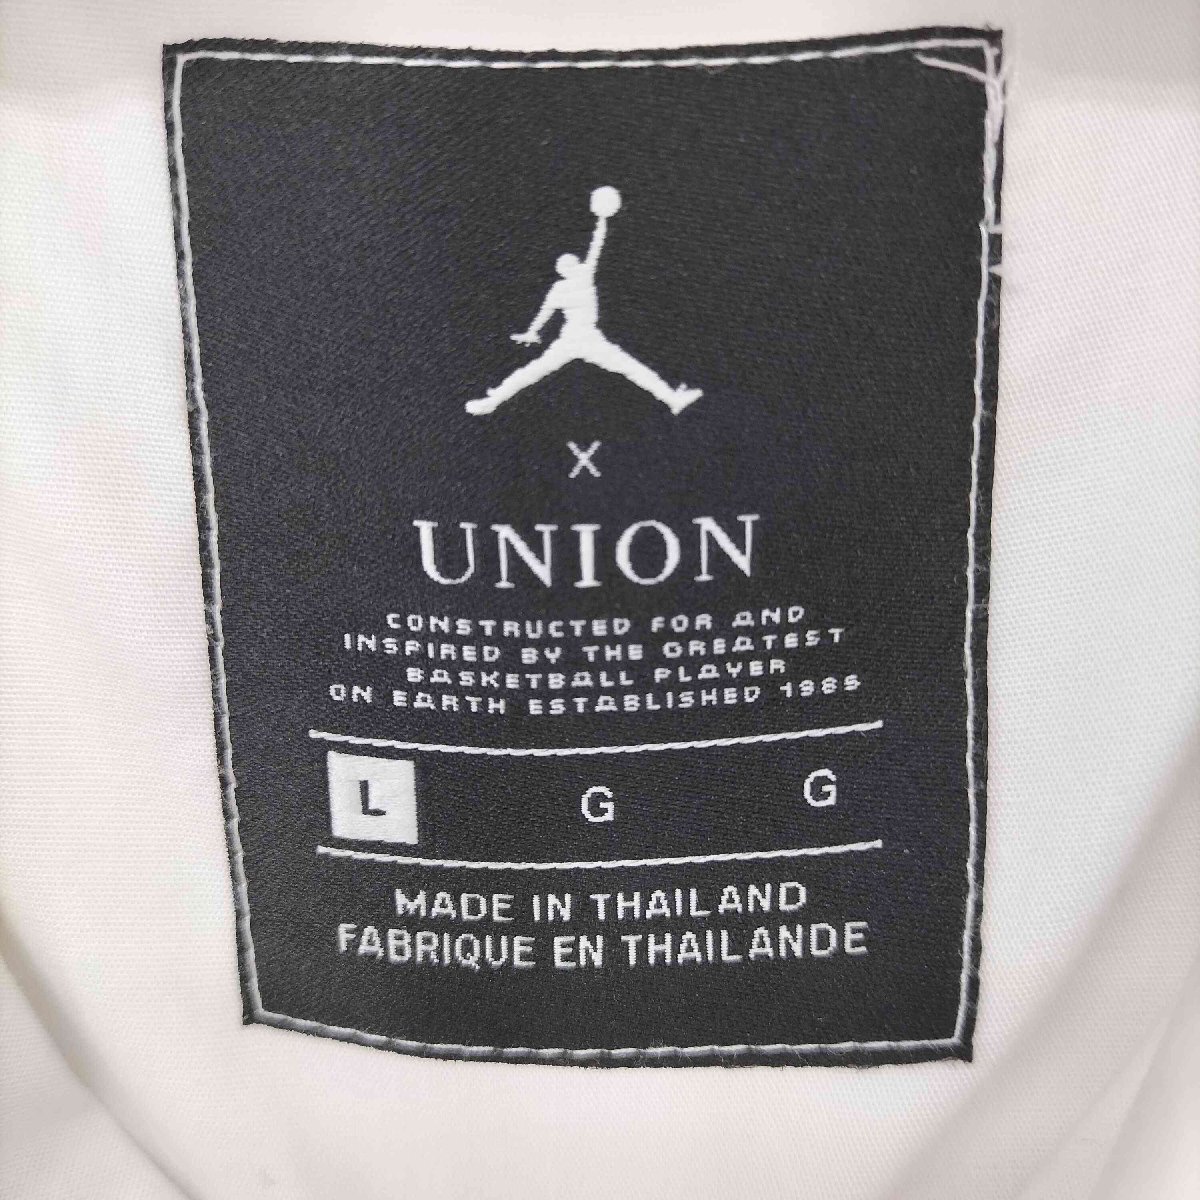 X
UNION
CONSTRUCTED FOR AND
INSPIRED BY THE GREATEST
BASKETBALL PLAYER
ON EARTH ESTABLISHED 1985
L G G
MADE IN THAILAND
FABRIQUE EN THAILANDE